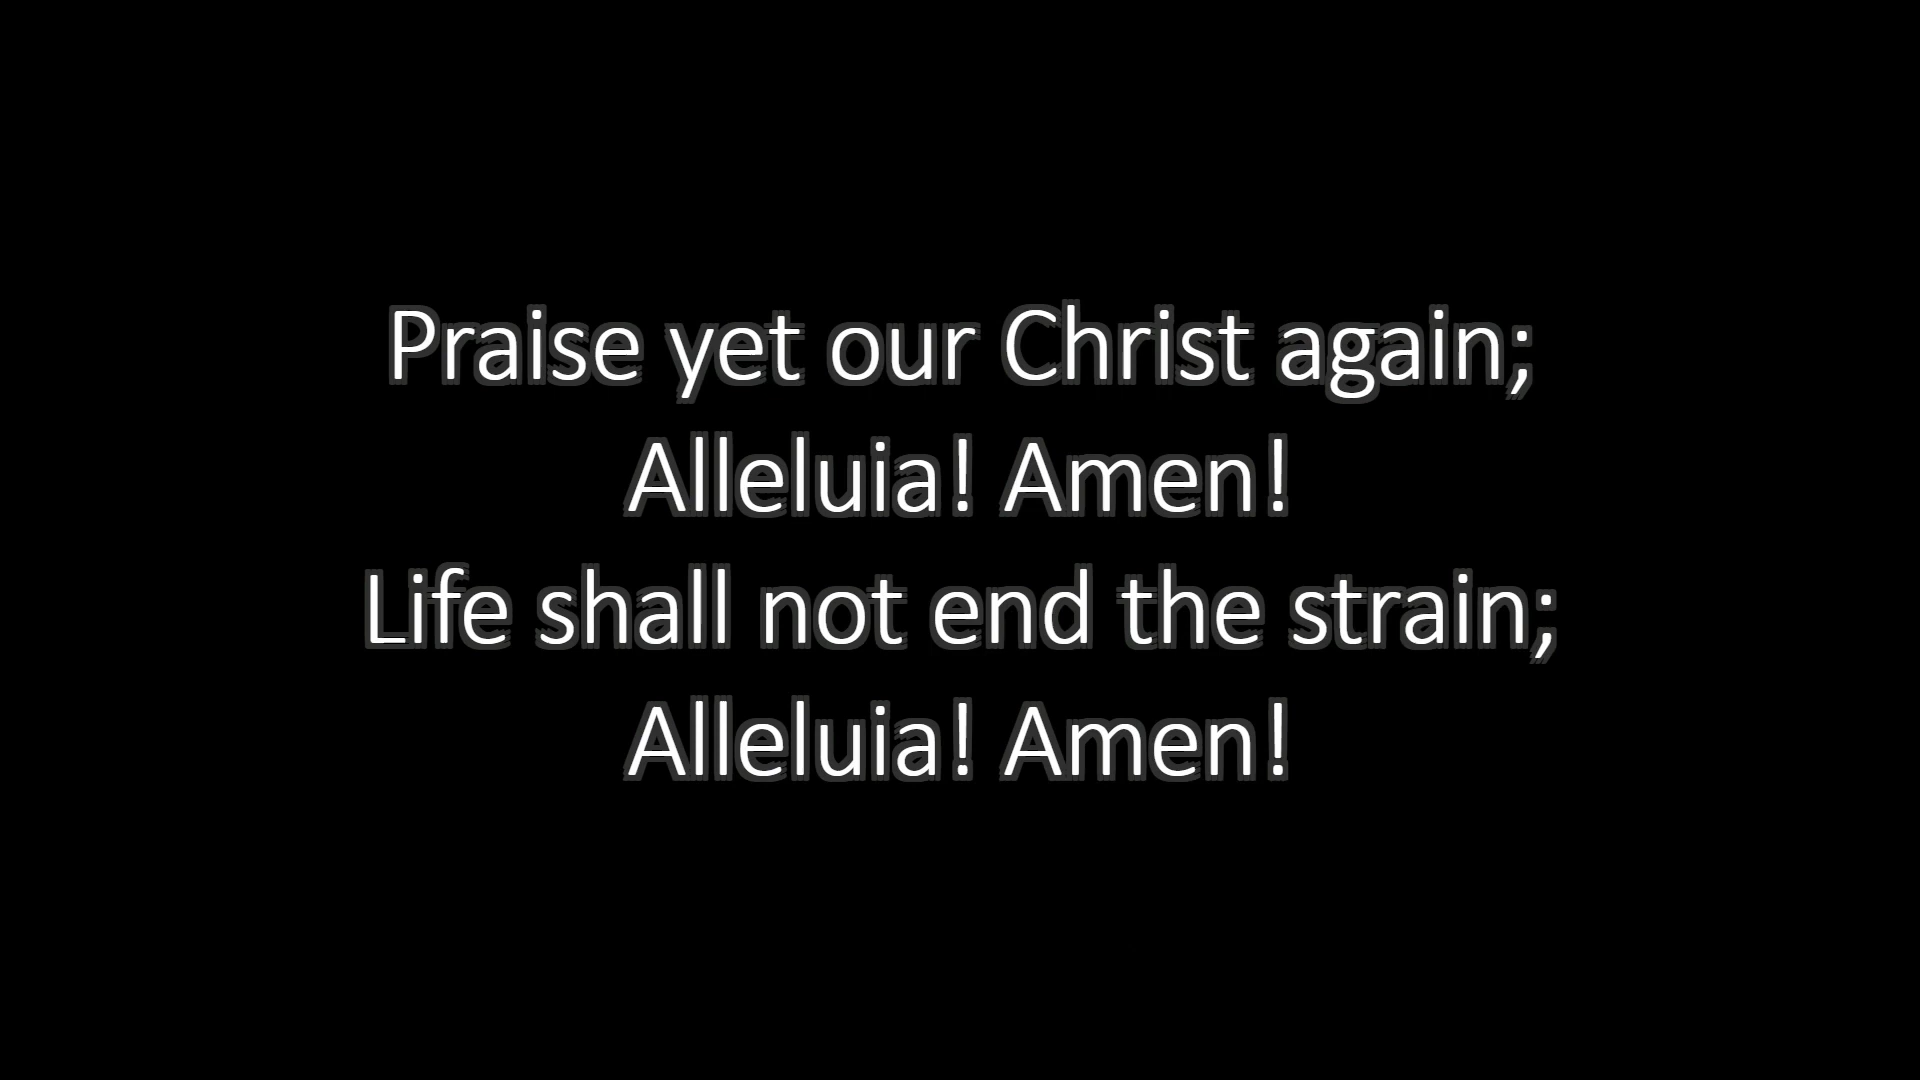 Praise yet our Christ again;
Alleluia! Amen!
Life shall not end the strain;
Alleluia! Amen!